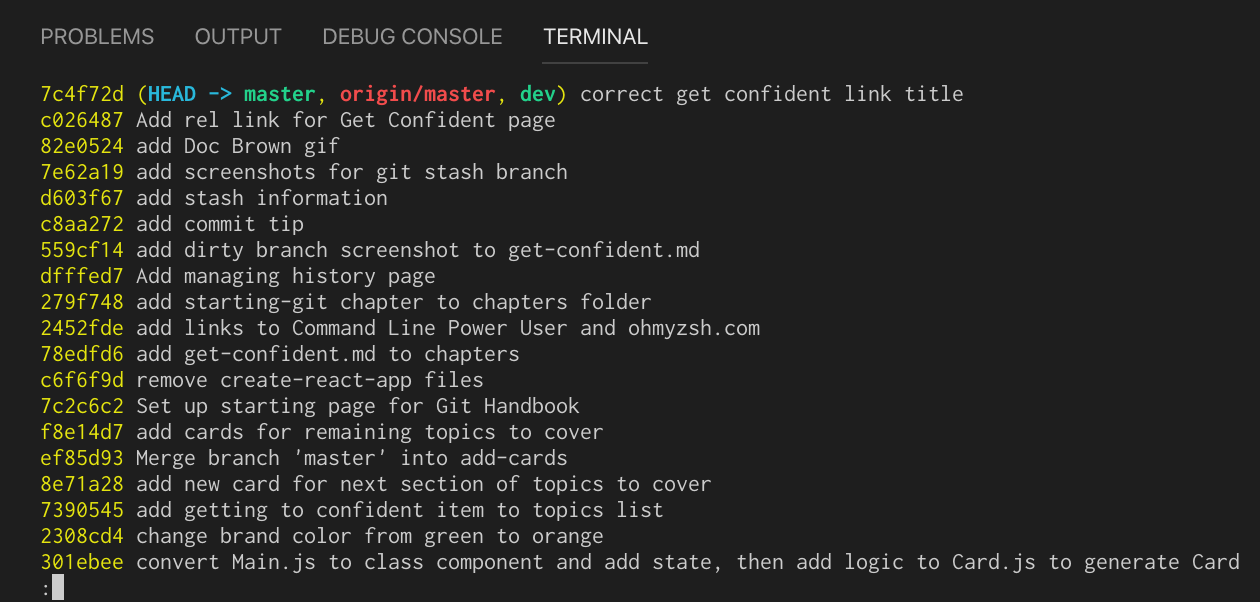 PROBLEMS OUTPUT DEBUG CONSOLE TERMINAL
7c4f72d (HEAD -> master, origin/master, dev) correct get confident link title
c026487 Add rel link for Get Confident page
82e0524 add Doc Brown gif
7e62a19 add screenshots for git stash branch
d603f67 add stash information
c8aa272 add commit tip
559cf14 add dirty branch screenshot to get-confident.md
dfffed7 Add managing history page
279f748 add starting-git chapter to chapters folder
2452fde add links to Command Line Power User and ohmyzsh.com
78edfd6 add get-confident.md to chapters
c6f6f9d remove create-react-app files
7c2c6c2 Set up starting page for Git Handbook
f8e14d7 add cards for remaining topics to cover
ef85d93 Merge branch 'master' into add-cards
8e71a28 add new card for next section of topics to cover
7390545 add getting to confident item to topics list
2308cd4 change brand color from green to orange
301ebee convert Main.js to class component and add state, then add logic to Card.js to generate Card
: